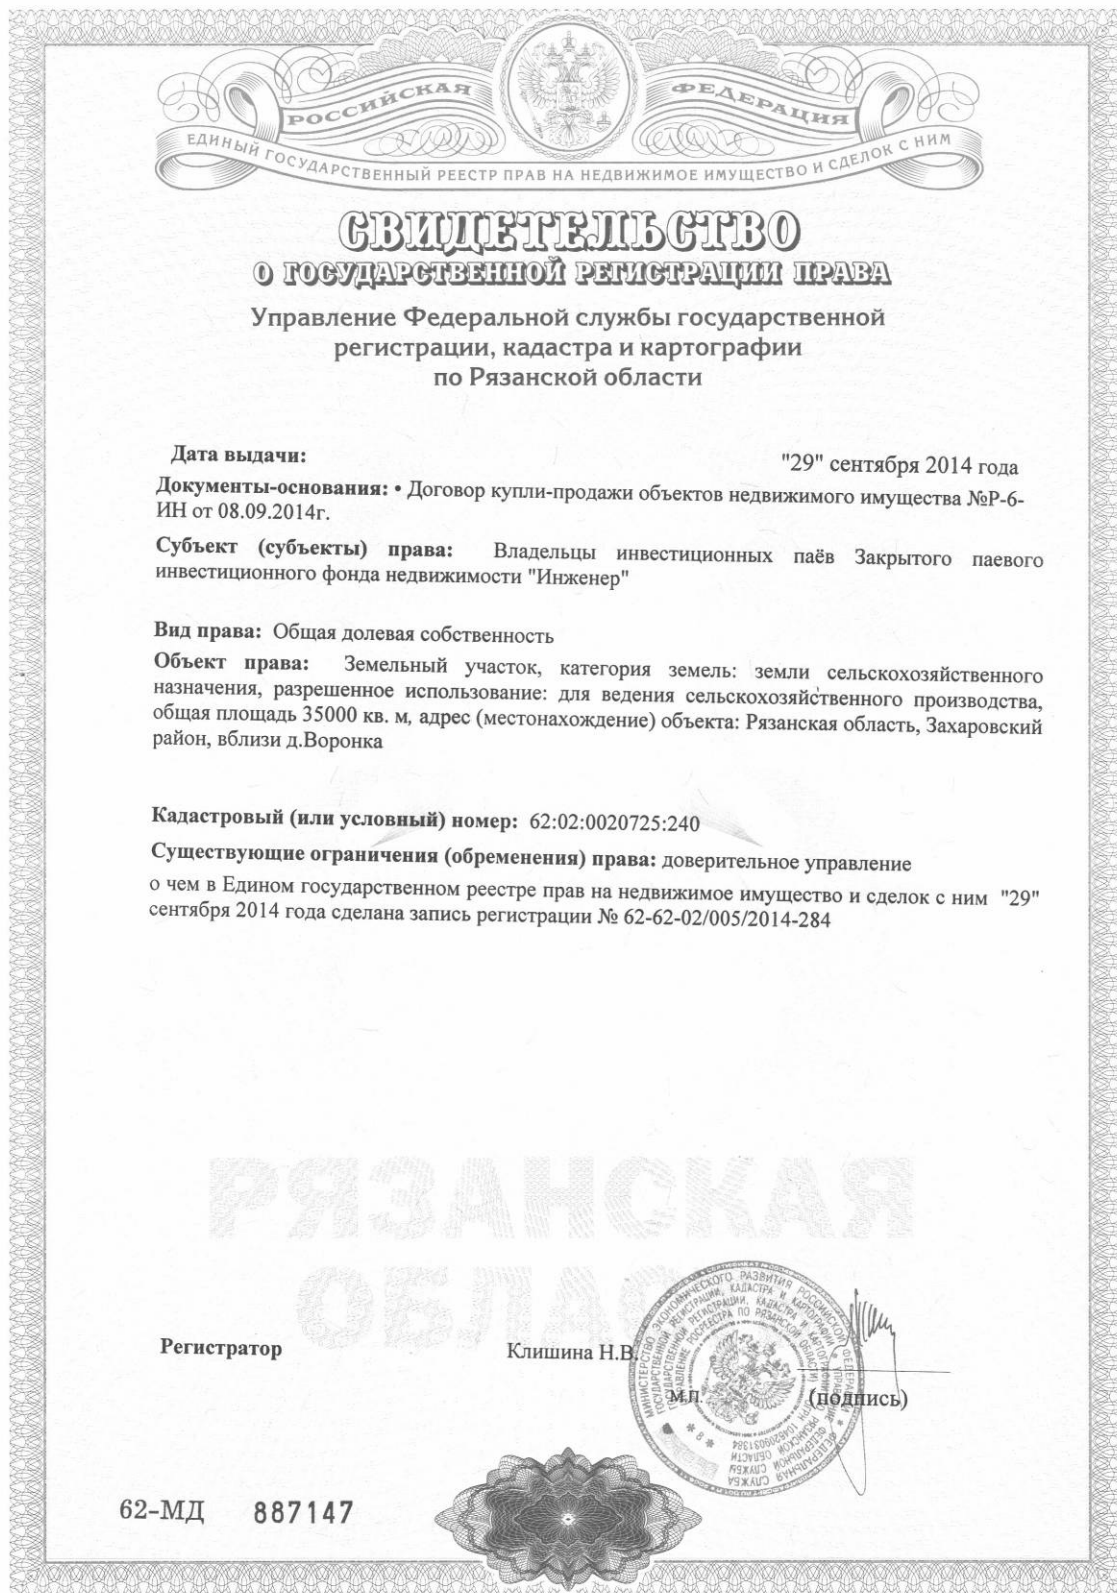 РОССИЙСКАЯ ФЕДЕРАЦИЯ
ЕДИНЫЙ ГОСУДАРСТВЕННЫЙ РЕЕСТР ПРАВ НА НЕДВИЖИМОЕ ИМУЩЕСТВО И СДЕЛОК С НИМ
СВИДЕТЕЛЬСТВО
О ГОСУДАРСТВЕННОЙ РЕГИСТРАЦИИ ПРАВА
Управление Федеральной службы государственной
регистрации, кадастра и картографии
по Рязанской области
Дата выдачи: "29" сентября 2014 года
Документы-основания: • Договор купли-продажи объектов недвижимого имущества №Р-6-
ИН от 08.09.2014г.
Субъект (субъекты) права: Владельцы инвестиционных паёв Закрытого паевого
инвестиционного фонда недвижимости "Инженер"
Вид права: Общая долевая собственность
Объект права: Земельный участок, категория земель: земли сельскохозяйственного
назначения, разрешенное использование: для ведения сельскохозяйственного производства,
общая площадь 35000 кв. м, адрес (местонахождение) объекта: Рязанская область, Захаровский
район, вблизи д.Воронка
Кадастровый (или условный) номер: 62:02:0020725:240
Существующие ограничения (обременения) права: доверительное управление
о чем в Едином государственном реестре прав на недвижимое имущество и сделок с ним "29"
сентября 2014 года сделана запись регистрации № 62-62-02/005/2014-284
РЯЗАНСКАЯ
Регистратор Клишина Н.В.
М.П. (подпись)
62-МД 887147